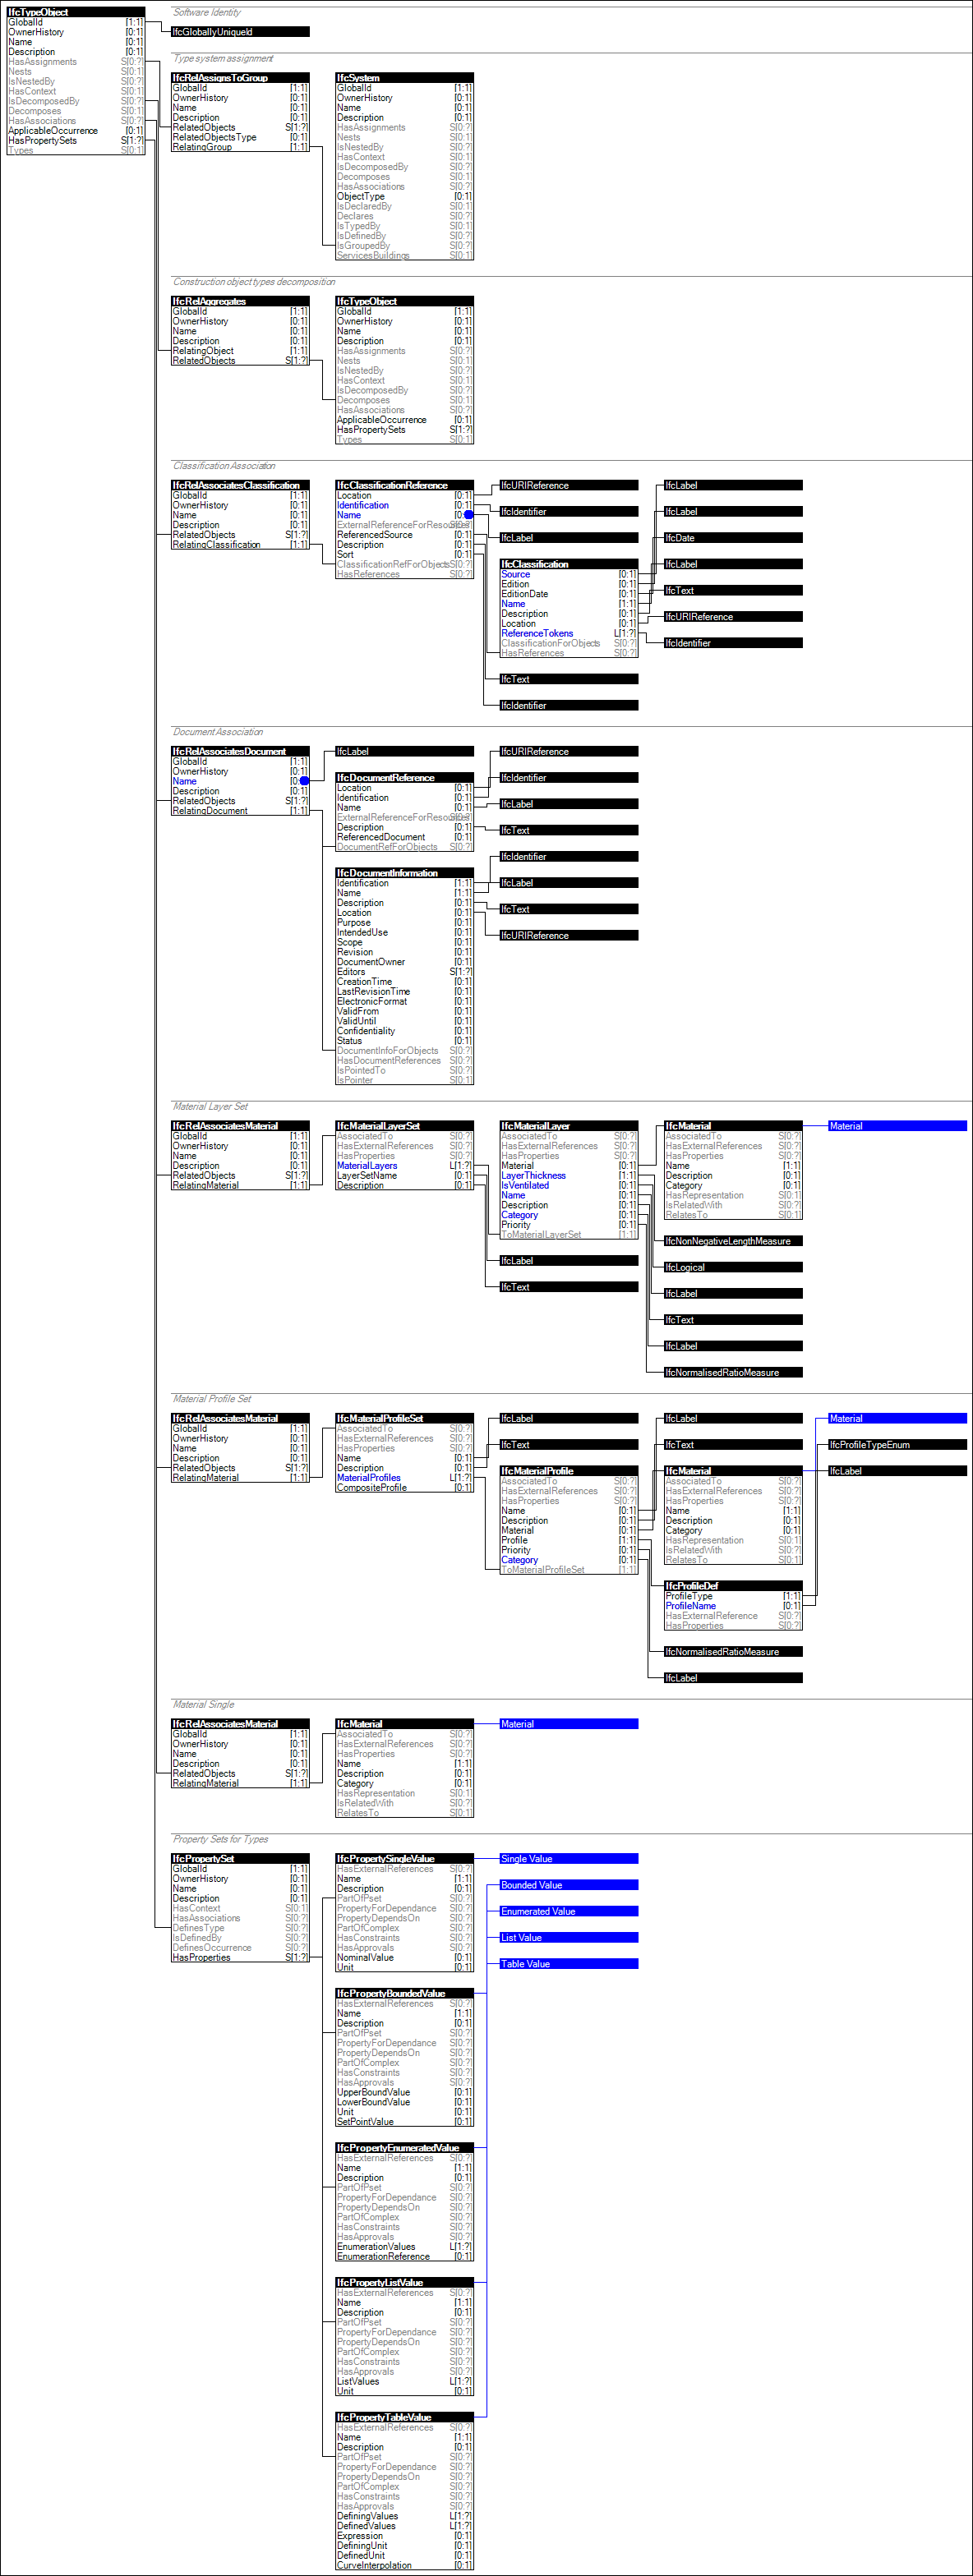 IfcTypeObject
GlobalId [1:1]
OwnerHistory [0:1]
Name [0:1]
Description [0:1]
HasAssignments S[0:?]
Nests S[0:1]
IsNestedBy S[0:?]
HasContext S[0:1]
IsDecomposedBy S[0:?]
Decomposes S[0:1]
HasAssociations S[0:?]
ApplicableOccurrence [0:1]
HasPropertySets S[1:?]
Types S[0:1]
Software Identity
IfcGloballyUniqueId
Type system assignment
IfcRelAssignsToGroup
GlobalId [1:1]
OwnerHistory [0:1]
Name [0:1]
Description [0:1]
RelatedObjects S[1:?]
RelatedObjectsType [0:1]
RelatingGroup [1:1]
IfcSystem
GlobalId [1:1]
OwnerHistory [0:1]
Name [0:1]
Description [0:1]
HasAssignments S[0:?]
Nests S[0:1]
IsNestedBy S[0:?]
HasContext S[0:1]
IsDecomposedBy S[0:?]
Decomposes S[0:1]
HasAssociations S[0:?]
ObjectType [0:1]
IsDeclaredBy S[0:1]
Declares S[0:?]
IsTypedBy S[0:1]
IsDefinedBy S[0:?]
IsGroupedBy S[0:?]
ServicesBuildings S[0:1]
Construction object types decomposition
IfcRelAggregates
GlobalId [1:1]
OwnerHistory [0:1]
Name [0:1]
Description [0:1]
RelatingObject [1:1]
RelatedObjects S[1:?]
IfcTypeObject
GlobalId [1:1]
OwnerHistory [0:1]
Name [0:1]
Description [0:1]
HasAssignments S[0:?]
Nests S[0:1]
IsNestedBy S[0:?]
HasContext S[0:1]
IsDecomposedBy S[0:?]
Decomposes S[0:1]
HasAssociations S[0:?]
ApplicableOccurrence [0:1]
HasPropertySets S[1:?]
Types S[0:1]
Classification Association
IfcRelAssociatesClassification
GlobalId [1:1]
OwnerHistory [0:1]
Name [0:1]
Description [0:1]
RelatedObjects S[1:?]
RelatingClassification [1:1]
IfcClassificationReference
Location [0:1]
Identification [0:1]
Name
ReferencedSource [0:1]
Description [0:1]
Sort [0:1]
ClassificationRefForObjects S[0:?]
HasReferences S[0:?]
IfcURIReference
IfcIdentifier
IfcLabel
IfcClassification
Source [0:1]
Edition [0:1]
EditionDate [0:1]
Name [1:1]
Description [0:1]
Location [0:1]
ReferenceTokens L[1:?]
ClassificationForObjects S[0:?]
HasReferences S[0:?]
IfcText
IfcIdentifier
IfcLabel
IfcLabel
IfcDate
IfcLabel
IfcText
IfcURIReference
IfcIdentifier
Document Association
IfcRelAssociatesDocument
GlobalId [1:1]
OwnerHistory [0:1]
Name
Description [0:1]
RelatedObjects S[1:?]
RelatingDocument [1:1]
IfcLabel
IfcDocumentReference
Location [0:1]
Identification [0:1]
Name [0:1]
Description [0:1]
ReferencedDocument [0:1]
DocumentRefForObjects S[0:?]
IfcDocumentInformation
Identification [1:1]
Name [1:1]
Description [0:1]
Location [0:1]
Purpose [0:1]
IntendedUse [0:1]
Scope [0:1]
Revision [0:1]
DocumentOwner [0:1]
Editors S[1:?]
CreationTime [0:1]
LastRevisionTime [0:1]
ElectronicFormat [0:1]
ValidFrom [0:1]
ValidUntil [0:1]
Confidentiality [0:1]
Status [0:1]
DocumentInfoForObjects S[0:?]
HasDocumentReferences S[0:?]
IsPointedTo S[0:?]
IsPointer S[0:1]
IfcURIReference
IfcIdentifier
IfcLabel
IfcText
IfcIdentifier
IfcLabel
IfcText
IfcURIReference
Material Layer Set
IfcRelAssociatesMaterial
GlobalId [1:1]
OwnerHistory [0:1]
Name [0:1]
Description [0:1]
RelatedObjects S[1:?]
RelatingMaterial [1:1]
IfcMaterialLayerSet
AssociatedTo S[0:?]
HasExternalReferences S[0:?]
HasProperties S[0:?]
MaterialLayers L[1:?]
LayerSetName [0:1]
Description [0:1]
IfcMaterialLayer
AssociatedTo S[0:?]
HasExternalReferences S[0:?]
HasProperties S[0:?]
Material [0:1]
LayerThickness [1:1]
IsVentilated [0:1]
Name [0:1]
Description [0:1]
Category [0:1]
Priority [0:1]
ToMaterialLayerSet [1:1]
IfcLabel
IfcText
IfcMaterial
AssociatedTo S[0:?]
HasExternalReferences S[0:?]
HasProperties S[0:?]
Name [1:1]
Description [0:1]
Category [0:1]
HasRepresentation S[0:1]
IsRelatedWith S[0:?]
RelatesTo S[0:1]
IfcNonNegativeLengthMeasure
IfcLogical
IfcLabel
IfcText
IfcLabel
IfcNormalisedRatioMeasure
Material
Material Profile Set
IfcRelAssociatesMaterial
GlobalId [1:1]
OwnerHistory [0:1]
Name [0:1]
Description [0:1]
RelatedObjects S[1:?]
RelatingMaterial [1:1]
IfcMaterialProfileSet
AssociatedTo S[0:?]
HasExternalReferences S[0:?]
HasProperties S[0:?]
Name [0:1]
Description [0:1]
MaterialProfiles L[1:?]
CompositeProfile [0:1]
IfcLabel
IfcText
IfcMaterialProfile
AssociatedTo S[0:?]
HasExternalReferences S[0:?]
HasProperties S[0:?]
Name [0:1]
Description [0:1]
Material [0:1]
Profile [1:1]
Priority [0:1]
Category [0:1]
ToMaterialProfileSet [1:1]
IfcLabel
IfcText
IfcMaterial
AssociatedTo S[0:?]
HasExternalReferences S[0:?]
HasProperties S[0:?]
Name [1:1]
Description [0:1]
Category [0:1]
HasRepresentation S[0:1]
IsRelatedWith S[0:?]
RelatesTo S[0:1]
IfcProfileDef
ProfileType [1:1]
ProfileName [0:1]
HasExternalReference S[0:?]
HasProperties S[0:?]
IfcNormalisedRatioMeasure
IfcLabel
Material
IfcProfileTypeEnum
IfcLabel
Material Single
IfcRelAssociatesMaterial
GlobalId [1:1]
OwnerHistory [0:1]
Name [0:1]
Description [0:1]
RelatedObjects S[1:?]
RelatingMaterial [1:1]
IfcMaterial
AssociatedTo S[0:?]
HasExternalReferences S[0:?]
HasProperties S[0:?]
Name [1:1]
Description [0:1]
Category [0:1]
HasRepresentation S[0:1]
IsRelatedWith S[0:?]
RelatesTo S[0:1]
Material
Property Sets for Types
IfcPropertySet
GlobalId [1:1]
OwnerHistory [0:1]
Name [0:1]
Description [0:1]
HasContext S[0:1]
HasAssociations S[0:?]
DefinesType S[0:?]
IsDefinedBy S[0:?]
DefinesOccurrence S[0:?]
HasProperties S[1:?]
IfcPropertySingleValue
HasExternalReferences S[0:?]
Name [1:1]
Description [0:1]
PartOfPset S[0:?]
PropertyForDependance S[0:?]
PropertyDependsOn S[0:?]
PartOfComplex S[0:?]
HasConstraints S[0:?]
HasApprovals S[0:?]
NominalValue [0:1]
Unit [0:1]
IfcPropertyBoundedValue
HasExternalReferences S[0:?]
Name [1:1]
Description [0:1]
PartOfPset S[0:?]
PropertyForDependance S[0:?]
PropertyDependsOn S[0:?]
PartOfComplex S[0:?]
HasConstraints S[0:?]
HasApprovals S[0:?]
UpperBoundValue [0:1]
LowerBoundValue [0:1]
Unit [0:1]
SetPointValue [0:1]
IfcPropertyEnumeratedValue
HasExternalReferences S[0:?]
Name [1:1]
Description [0:1]
PartOfPset S[0:?]
PropertyForDependance S[0:?]
PropertyDependsOn S[0:?]
PartOfComplex S[0:?]
HasConstraints S[0:?]
HasApprovals S[0:?]
EnumerationValues L[1:?]
EnumerationReference [0:1]
IfcPropertyListValue
HasExternalReferences S[0:?]
Name [1:1]
Description [0:1]
PartOfPset S[0:?]
PropertyForDependance S[0:?]
PropertyDependsOn S[0:?]
PartOfComplex S[0:?]
HasConstraints S[0:?]
HasApprovals S[0:?]
ListValues L[1:?]
Unit [0:1]
IfcPropertyTableValue
HasExternalReferences S[0:?]
Name [1:1]
Description [0:1]
PartOfPset S[0:?]
PropertyForDependance S[0:?]
PropertyDependsOn S[0:?]
PartOfComplex S[0:?]
HasConstraints S[0:?]
HasApprovals S[0:?]
DefiningValues L[1:?]
DefinedValues L[1:?]
Expression [0:1]
DefiningUnit [0:1]
DefinedUnit [0:1]
CurveInterpolation [0:1]
Single Value
Bounded Value
Enumerated Value
List Value
Table Value